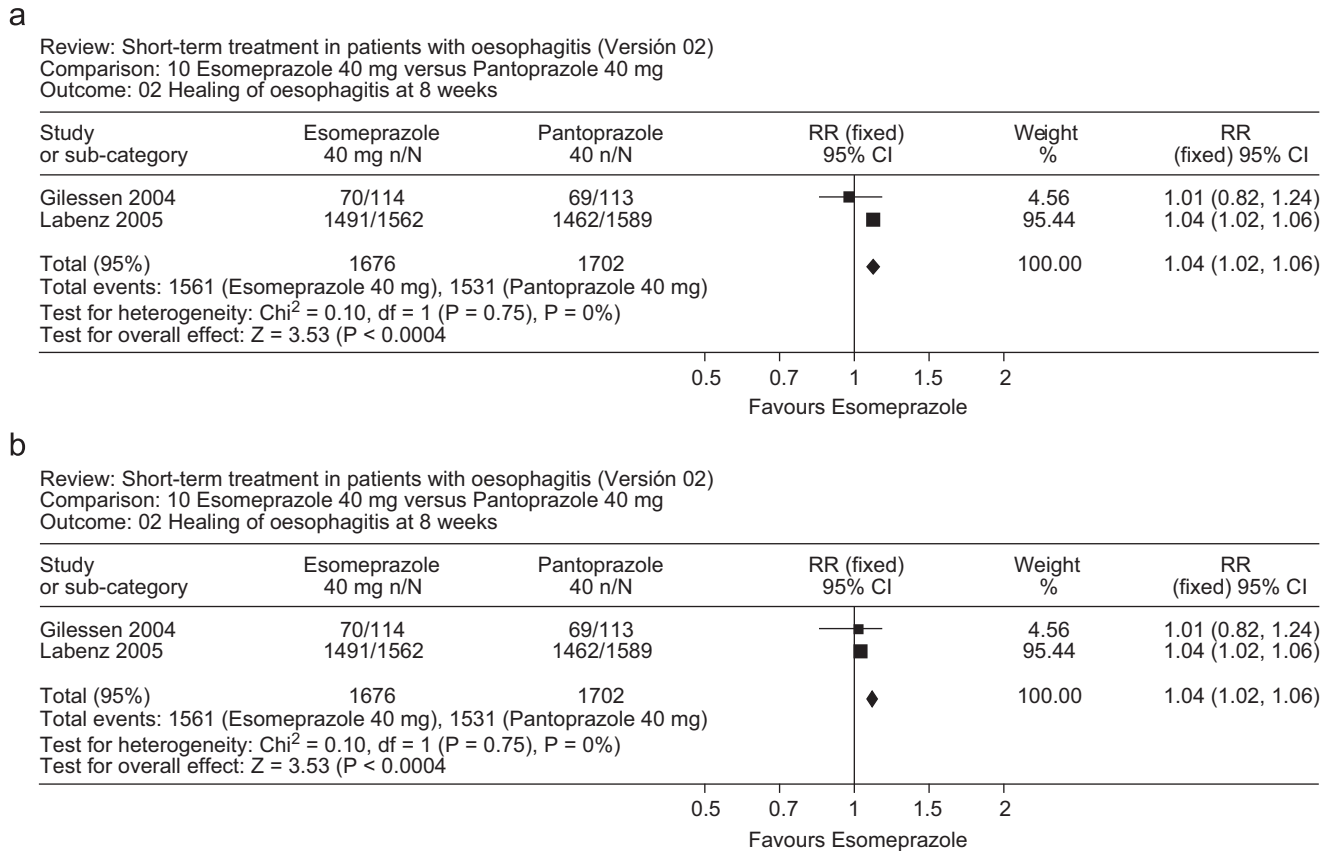 a
Review: Short-term treatment in patients with oesophagitis (Versión 02)
Comparison: 10 Esomeprazole 40 mg versus Pantoprazole 40 mg
Outcome: 02 Healing of oesophagitis at 8 weeks
Study Esomeprazole Pantoprazole RR (fixed) Weight RR
or sub-category 40 mg n/N 40 n/N 95% CI % (fixed) 95% CI
Gilessen 2004 70/114 69/113 4.56 1.01 (0.82, 1.24)
Labenz 2005 1491/1562 1462/1589 95.44 1.04 (1.02, 1.06)
Total (95%) 1676 1702 100.00 1.04 (1.02, 1.06)
Total events: 1561 (Esomeprazole 40 mg), 1531 (Pantoprazole 40 mg)
Test for heterogeneity: Chi² = 0.10, df = 1 (P = 0.75), P = 0%)
Test for overall effect: Z = 3.53 (P < 0.0004
0.5 0.7 1 1.5 2
Favours Esomeprazole
b
Review: Short-term treatment in patients with oesophagitis (Versión 02)
Comparison: 10 Esomeprazole 40 mg versus Pantoprazole 40 mg
Outcome: 02 Healing of oesophagitis at 8 weeks
Study Esomeprazole Pantoprazole RR (fixed) Weight RR
or sub-category 40 mg n/N 40 n/N 95% CI % (fixed) 95% CI
Gilessen 2004 70/114 69/113 4.56 1.01 (0.82, 1.24)
Labenz 2005 1491/1562 1462/1589 95.44 1.04 (1.02, 1.06)
Total (95%) 1676 1702 100.00 1.04 (1.02, 1.06)
Total events: 1561 (Esomeprazole 40 mg), 1531 (Pantoprazole 40 mg)
Test for heterogeneity: Chi² = 0.10, df = 1 (P = 0.75), P = 0%)
Test for overall effect: Z = 3.53 (P < 0.0004
0.5 0.7 1 1.5 2
Favours Esomeprazole